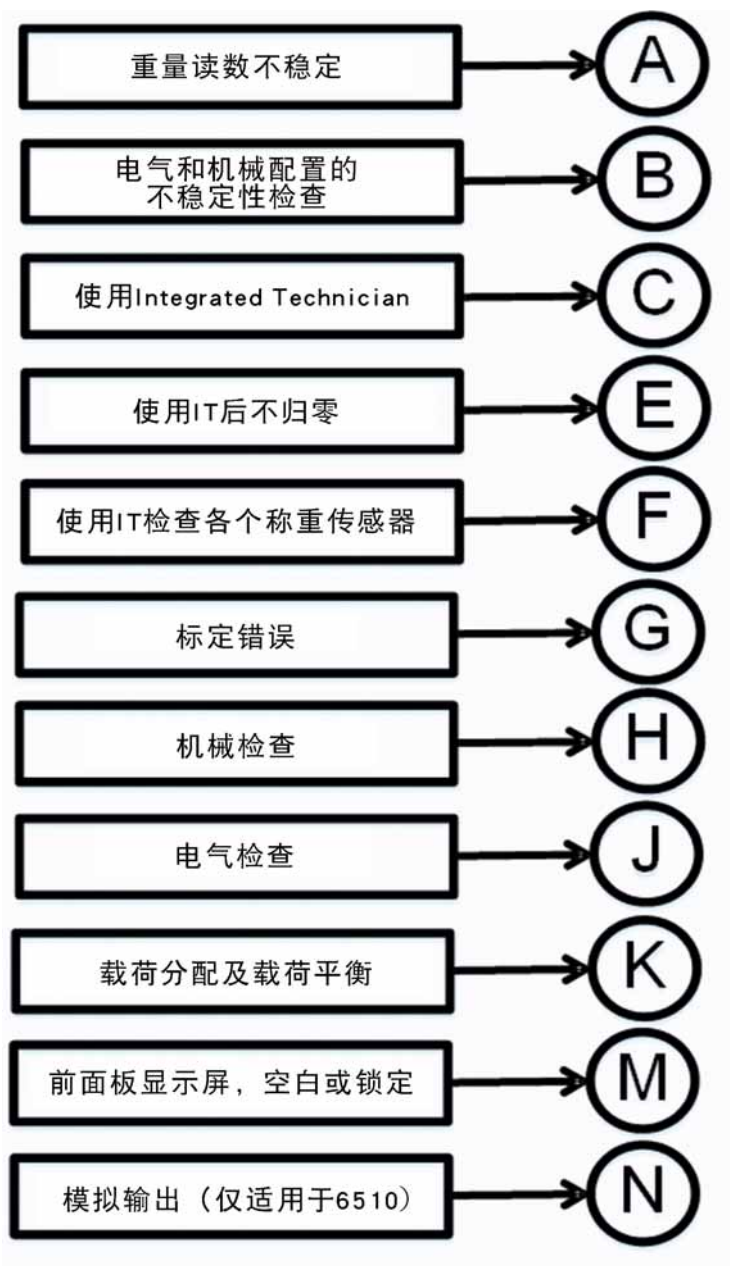 重量读数不稳定
A
电气和机械配置的
不稳定性检查
B
使用Integrated Technician
C
使用IT后不归零
E
使用IT检查各个称重传感器
F
标定错误
G
机械检查
H
电气检查
J
载荷分配及载荷平衡
K
前面板显示屏，空白或锁定
M
模拟输出（仅适用于6510）
N